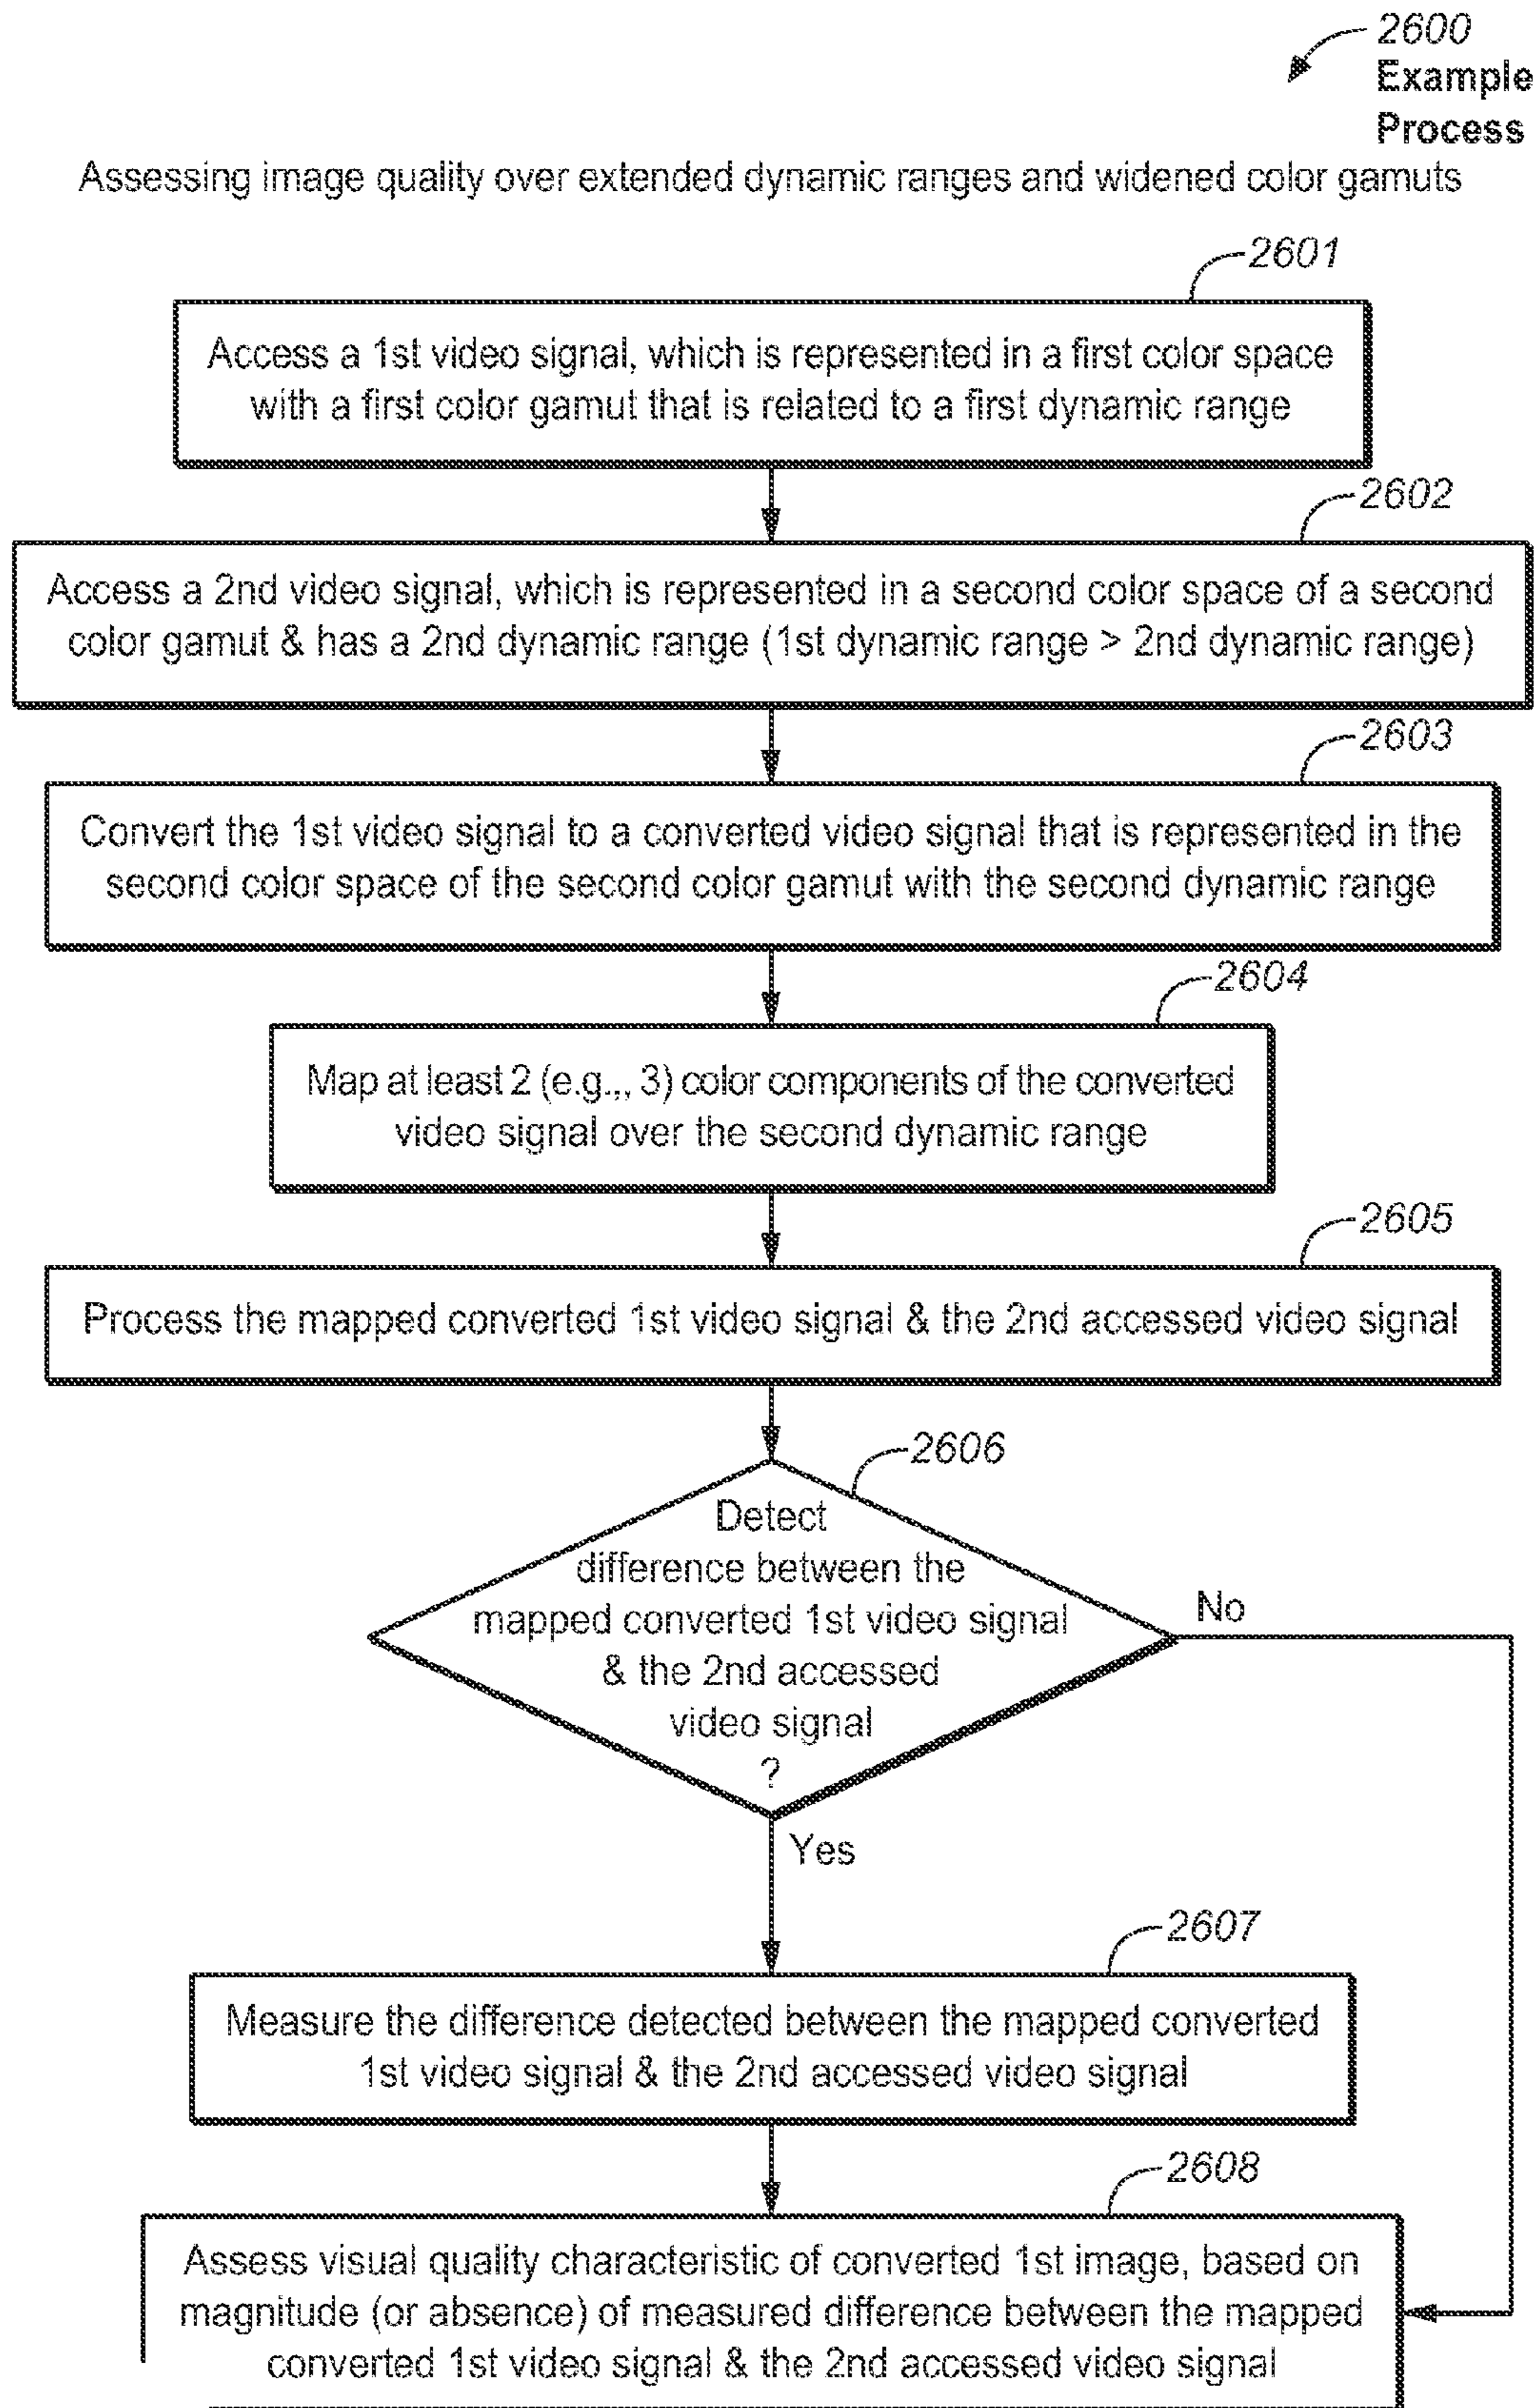 2600
Example
Process
Assessing image quality over extended dynamic ranges and widened color gamuts
2601
Access a 1st video signal, which is represented in a first color space
with a first color gamut that is related to a first dynamic range
2602
Access a 2nd video signal, which is represented in a second color space of a second
color gamut & has a 2nd dynamic range (1st dynamic range > 2nd dynamic range)
2603
Convert the 1st video signal to a converted video signal that is represented in the
second color space of the second color gamut with the second dynamic range
2604
Map at least 2 (e.g.,, 3) color components of the converted
video signal over the second dynamic range
2605
Process the mapped converted 1st video signal & the 2nd accessed video signal
2606
Detect
difference between the
mapped converted 1st video signal
& the 2nd accessed
video signal
?
No
Yes
2607
Measure the difference detected between the mapped converted
1st video signal & the 2nd accessed video signal
2608
Assess visual quality characteristic of converted 1st image, based on
magnitude (or absence) of measured difference between the mapped
converted 1st video signal & the 2nd accessed video signal